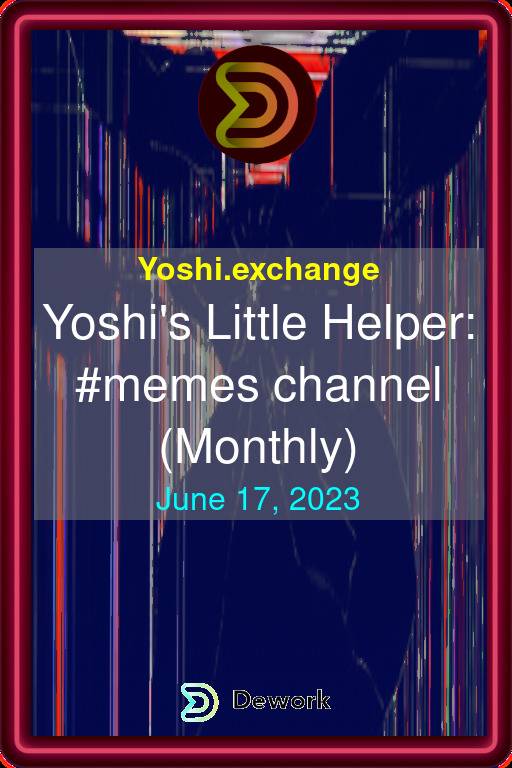 Yoshi.exchange
Yoshi's Little Helper:
#memes channel
(Monthly)
June 17, 2023
Dework